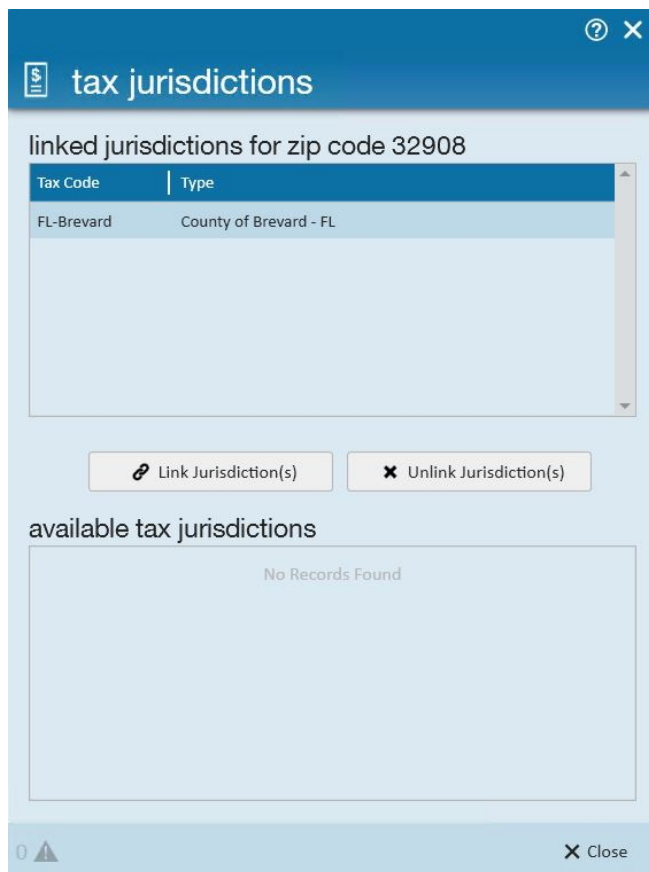 tax jurisdictions
linked jurisdictions for zip code 32908
Tax Code Type
FL-Brevard County of Brevard - FL
Link Jurisdiction(s) Unlink Jurisdiction(s)
available tax jurisdictions
No Records Found
0 Close